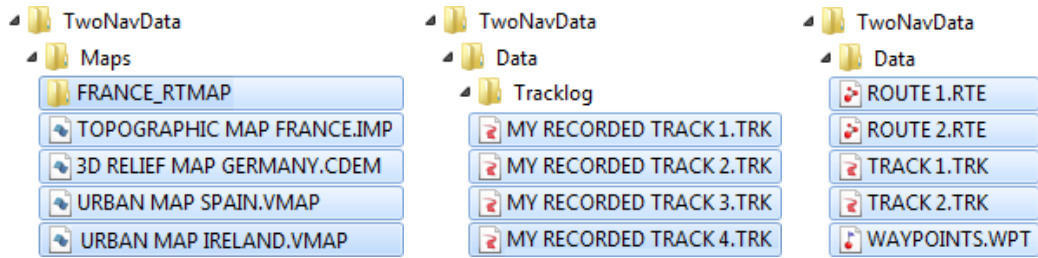 TwoNavData
Maps
FRANCE_RTMAP
TOPOGRAPHIC MAP FRANCE.IMP
3D RELIEF MAP GERMANY.CDEM
URBAN MAP SPAIN.VMAP
URBAN MAP IRELAND.VMAP
TwoNavData
Data
Tracklog
MY RECORDED TRACK 1.TRK
MY RECORDED TRACK 2.TRK
MY RECORDED TRACK 3.TRK
MY RECORDED TRACK 4.TRK
TwoNavData
Data
ROUTE 1.RTE
ROUTE 2.RTE
TRACK 1.TRK
TRACK 2.TRK
WAYPOINTS.WPT